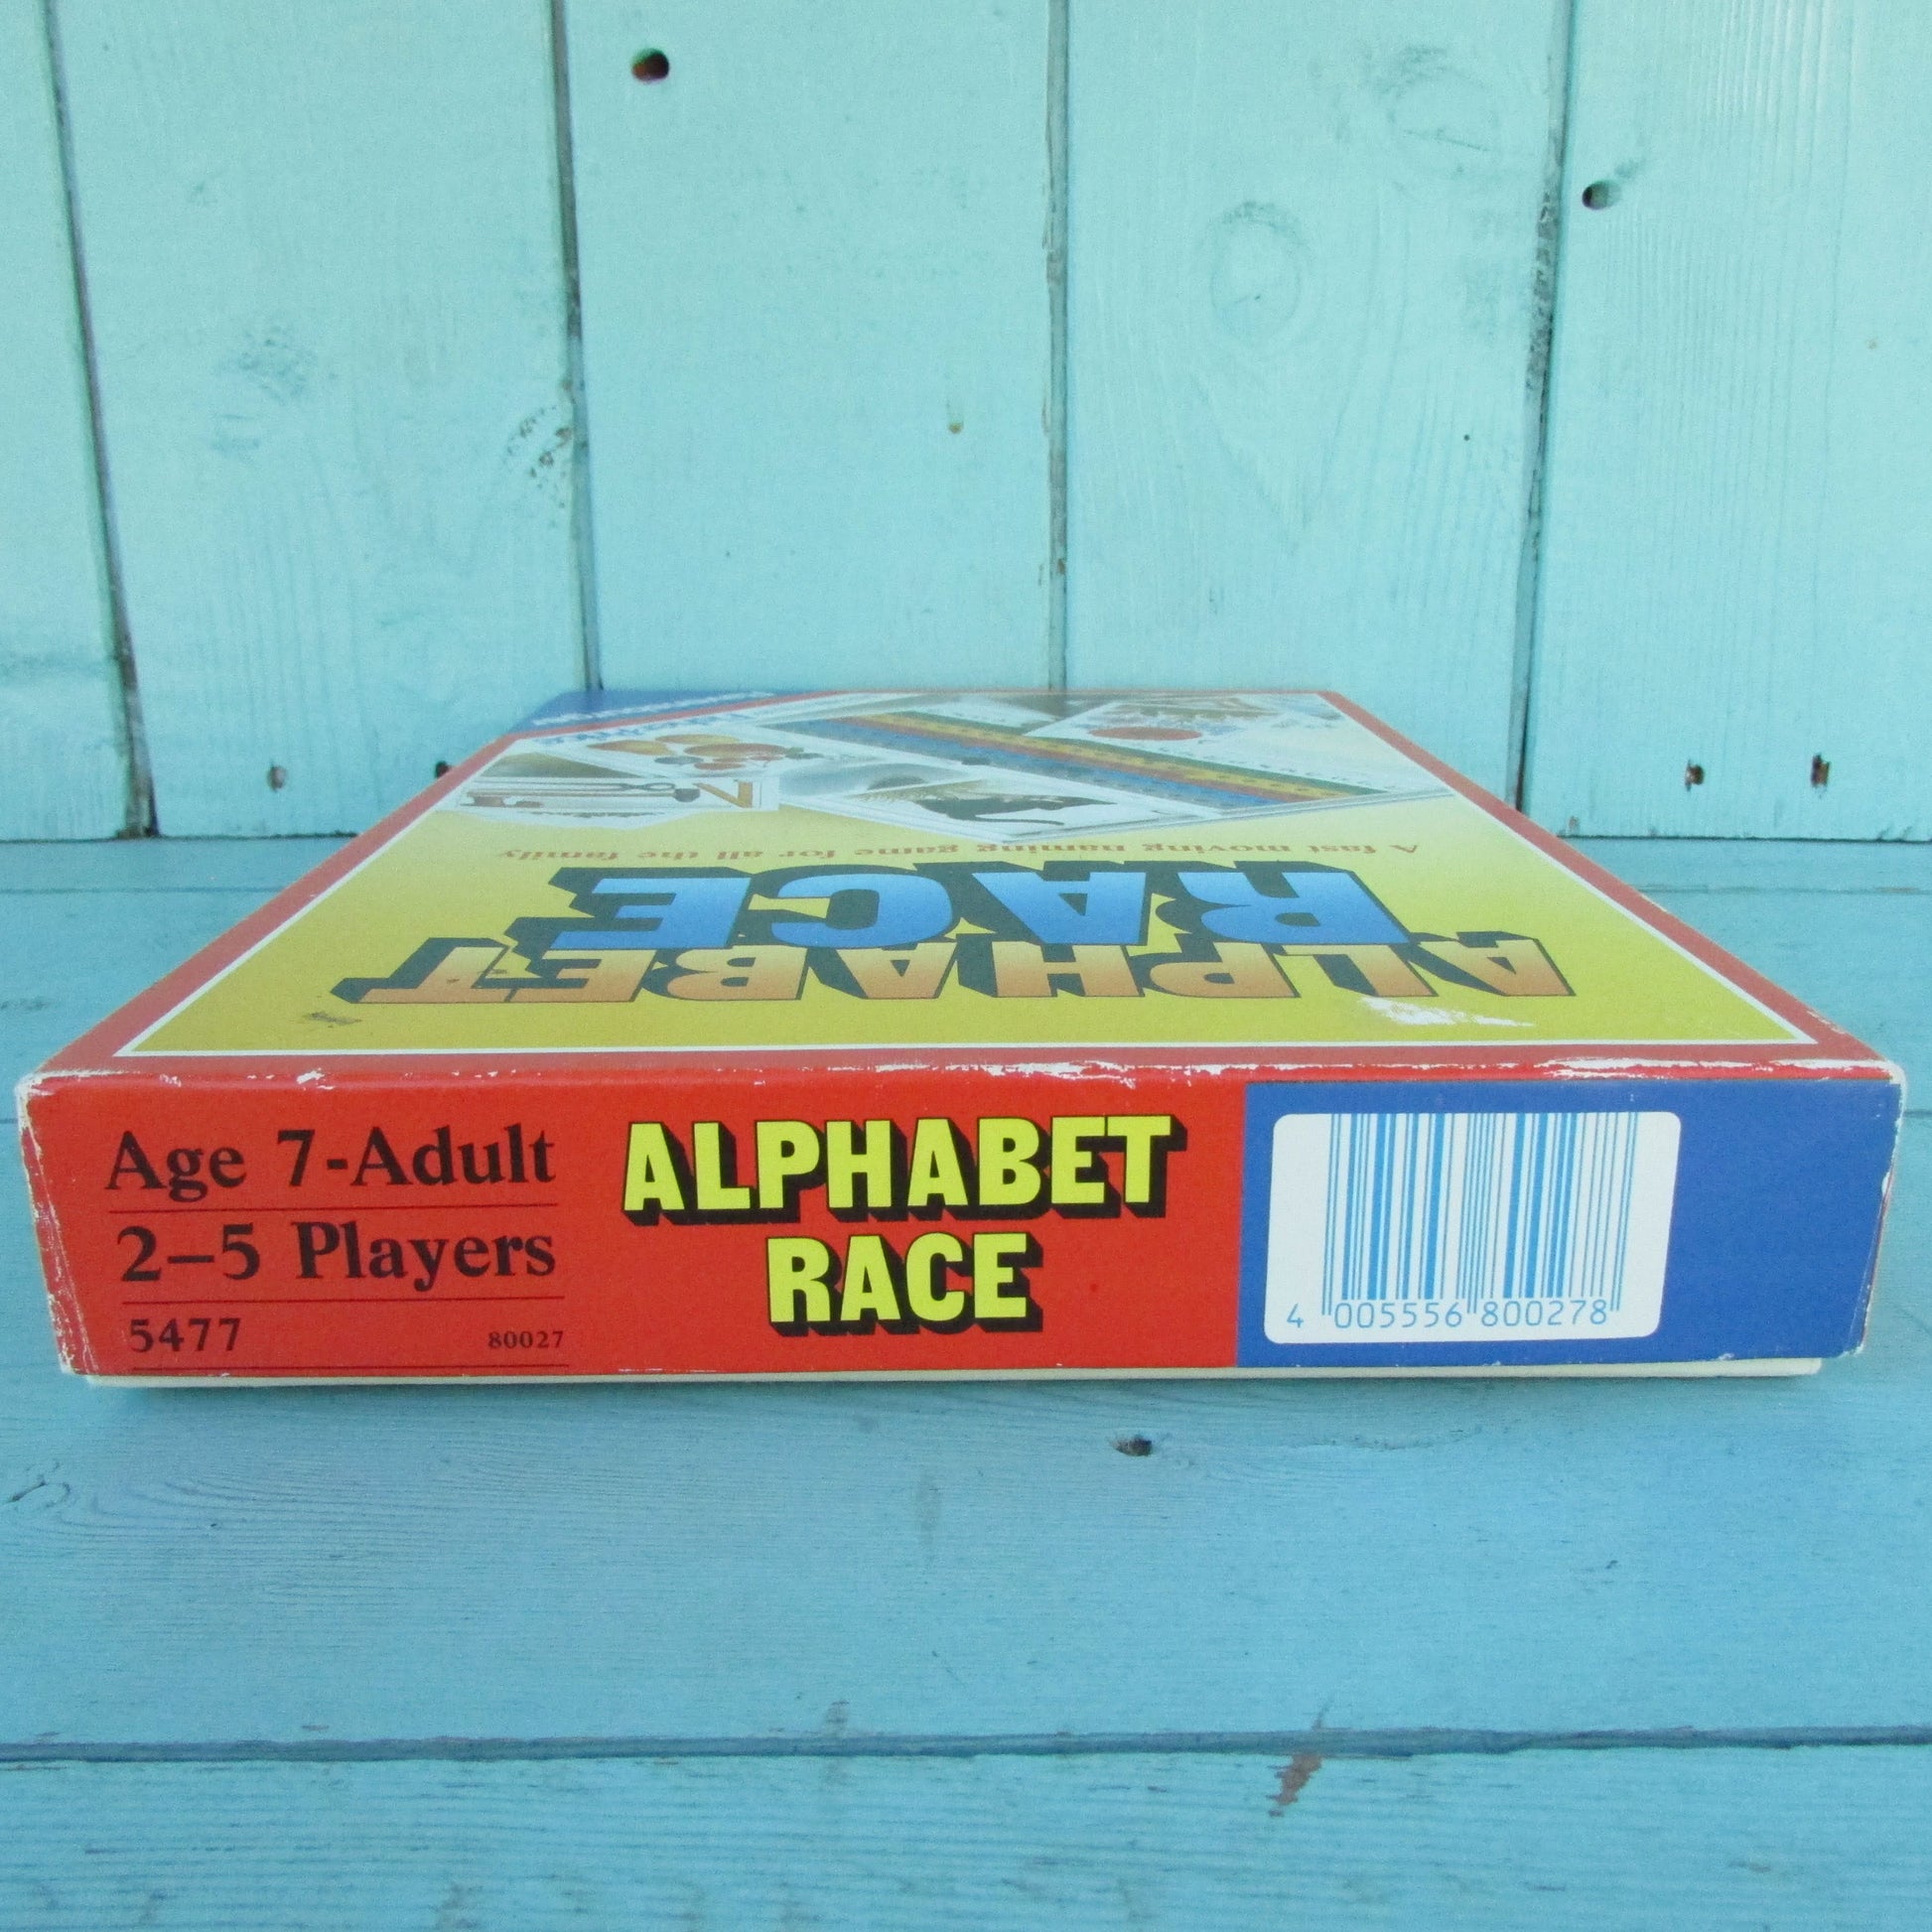 A fast moving naming game for all the family
RACE
ALPHABET
Age 7-Adult
2–5 Players
5477 80027
ALPHABET
RACE
4 005556 800278